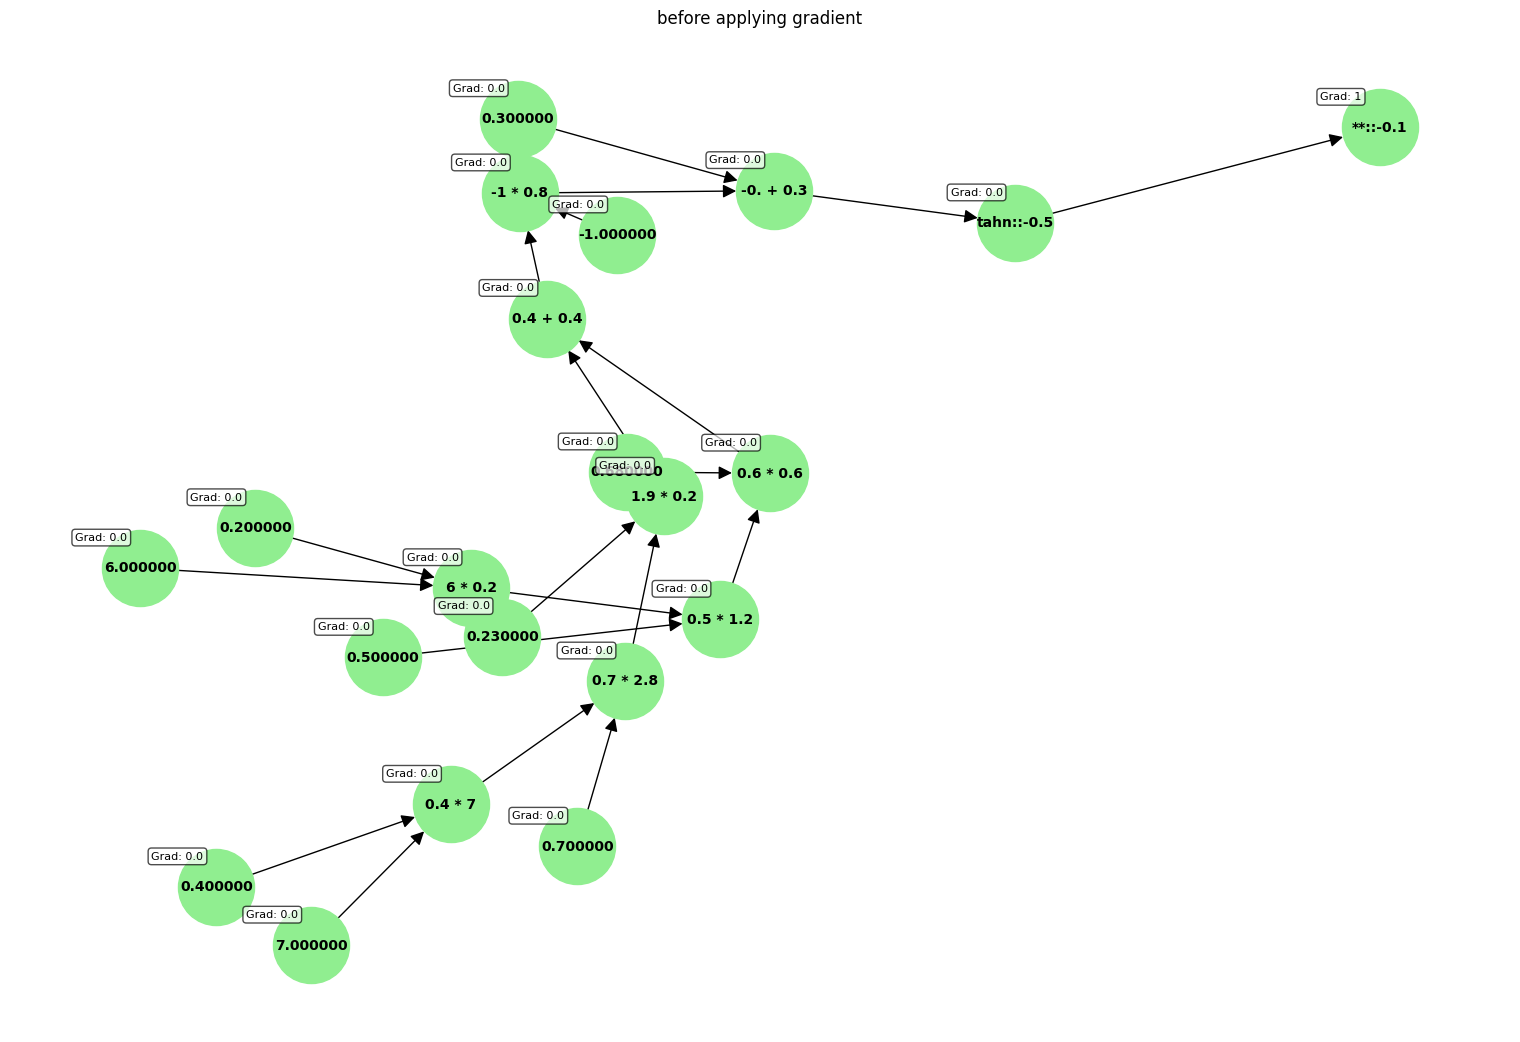 before applying gradient
Grad: 0.0
0.300000
Grad: 1
**::-0.1
Grad: 0.0
-1 * 0.8
Grad: 0.0
-0. + 0.3
Grad: 0.0
tahn::-0.5
Grad: 0.0
-1.000000
Grad: 0.0
0.4 + 0.4
Grad: 0.0
Grad: 0.0
1.9 * 0.2
Grad: 0.0
0.6 * 0.6
Grad: 0.0
0.200000
Grad: 0.0
6.000000
Grad: 0.0
6 * 0.2
Grad: 0.0
0.230000
Grad: 0.0
0.5 * 1.2
Grad: 0.0
0.500000
Grad: 0.0
0.7 * 2.8
Grad: 0.0
0.4 * 7
Grad: 0.0
0.700000
Grad: 0.0
0.400000
Grad: 0.0
7.000000